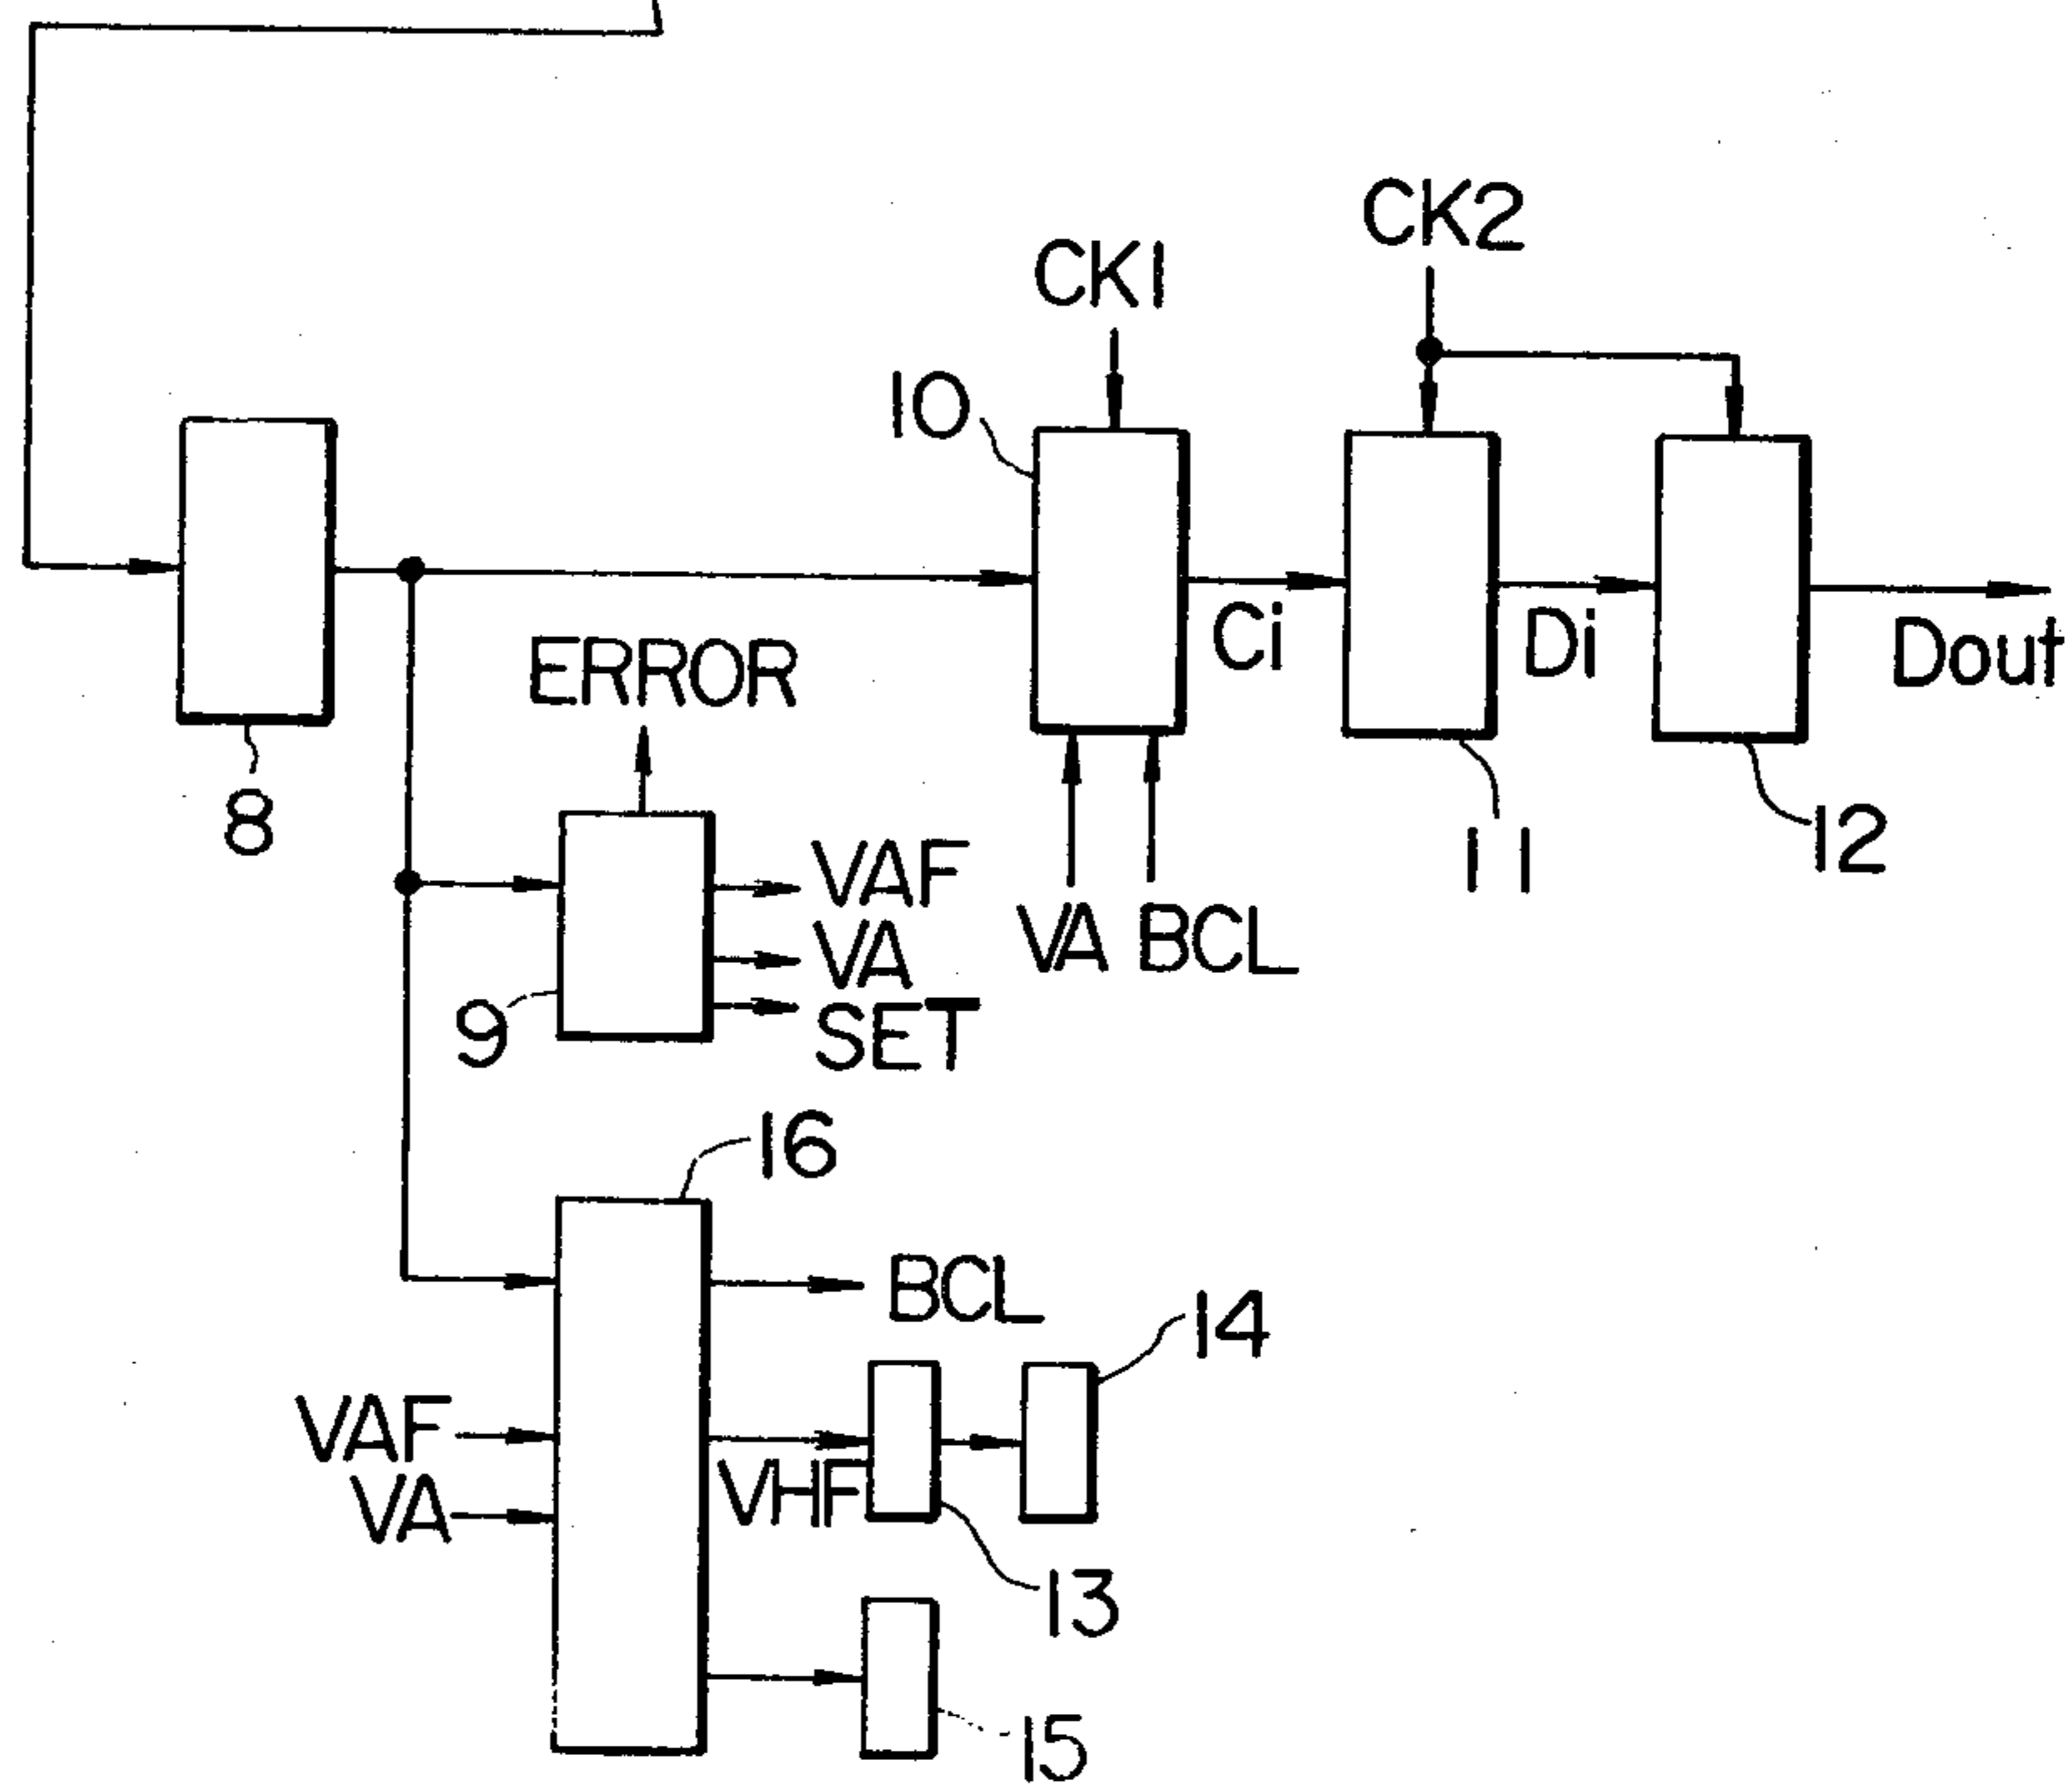 CK2
CK1
10
Ci
Di
Dout
ERROR
8
12
11
VAF
VA
SET
VA BCL
9
16
BCL
14
VAF
VHF
VA
13
15